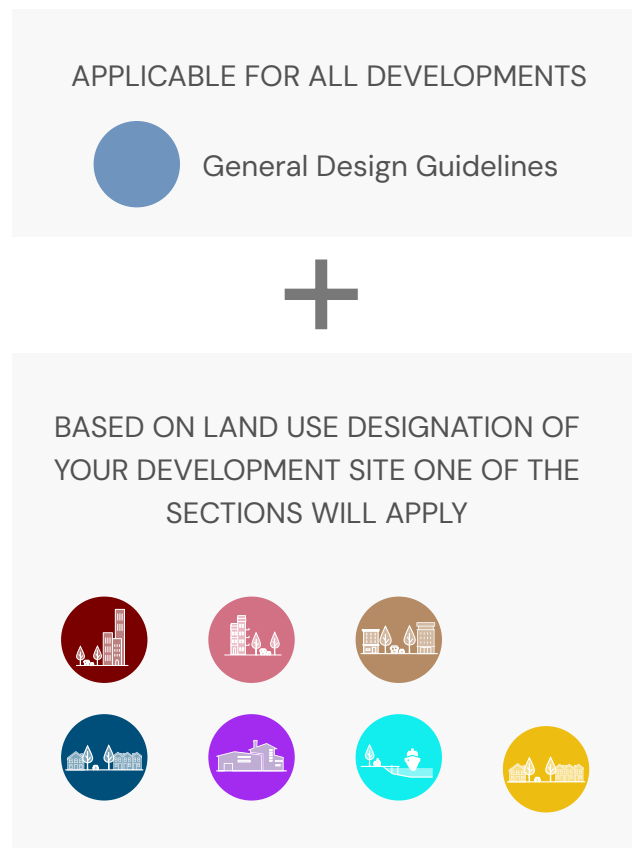 APPLICABLE FOR ALL DEVELOPMENTS
General Design Guidelines
+
BASED ON LAND USE DESIGNATION OF
YOUR DEVELOPMENT SITE ONE OF THE
SECTIONS WILL APPLY